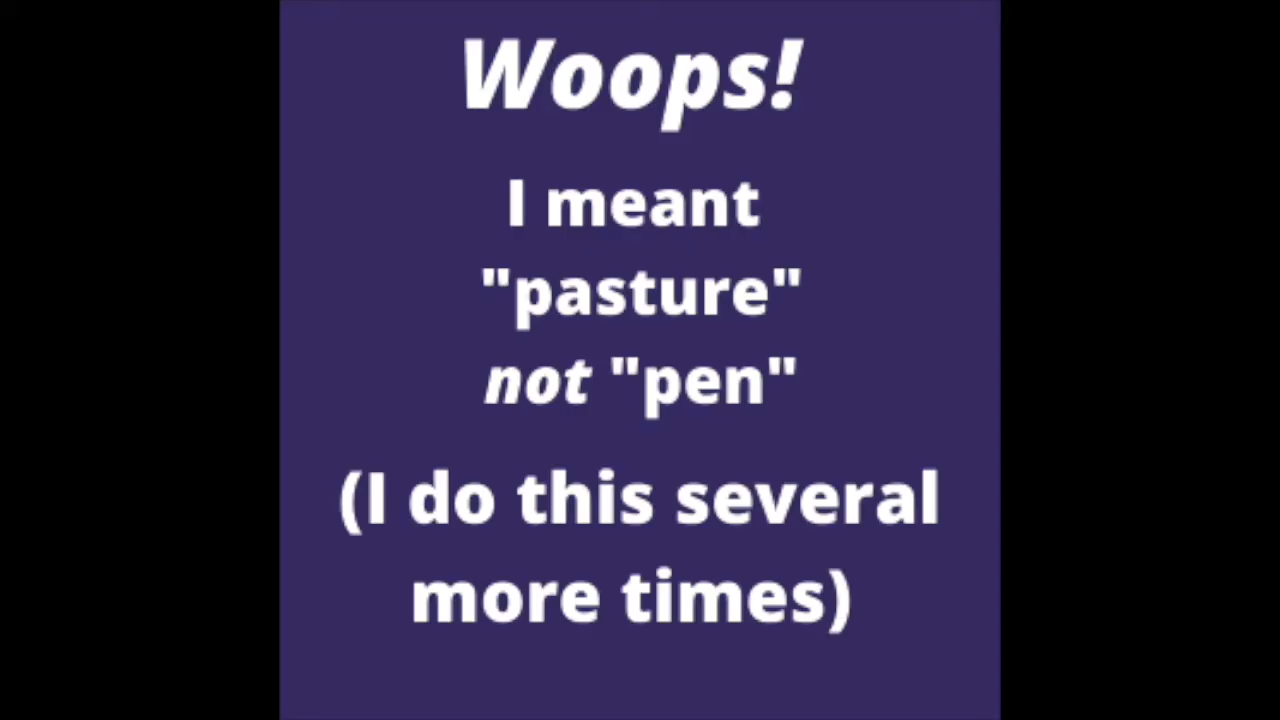 Woops!
I meant
"pasture"
not "pen"
(I do this several
more times)